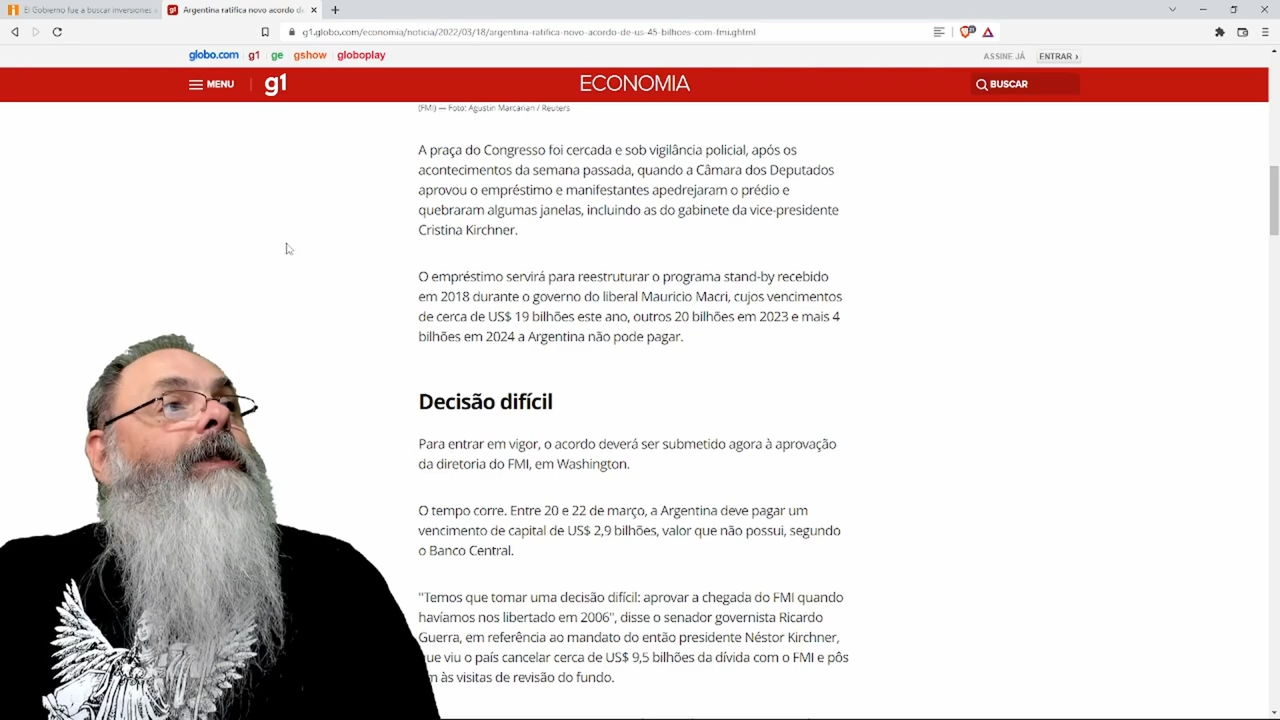 El Gobierno fue a buscar inversiones
Argentina ratifica novo acordo de
g1.globo.com/economia/noticia/2022/03/18/argentina-ratifica-novo-acordo-de-us-45-bilhoes-com-fmi.ghtml
globo.com g1 ge gshow globoplay ASSINE JÁ ENTRAR ›
MENU g1 ECONOMIA BUSCAR
(FMI) — Foto: Agustin Marcarian / Reuters
A praça do Congresso foi cercada e sob vigilância policial, após os
acontecimentos da semana passada, quando a Câmara dos Deputados
aprovou o empréstimo e manifestantes apedrejaram o prédio e
quebraram algumas janelas, incluindo as do gabinete da vice-presidente
Cristina Kirchner.
O empréstimo servirá para reestruturar o programa stand-by recebido
em 2018 durante o governo do liberal Mauricio Macri, cujos vencimentos
de cerca de US$ 19 bilhões este ano, outros 20 bilhões em 2023 e mais 4
bilhões em 2024 a Argentina não pode pagar.
Decisão difícil
Para entrar em vigor, o acordo deverá ser submetido agora à aprovação
da diretoria do FMI, em Washington.
O tempo corre. Entre 20 e 22 de março, a Argentina deve pagar um
vencimento de capital de US$ 2,9 bilhões, valor que não possui, segundo
o Banco Central.
"Temos que tomar uma decisão difícil: aprovar a chegada do FMI quando
havíamos nos libertado em 2006", disse o senador governista Ricardo
Guerra, em referência ao mandato do então presidente Néstor Kirchner,
que viu o país cancelar cerca de US$ 9,5 bilhões da dívida com o FMI e pôs
às visitas de revisão do fundo.